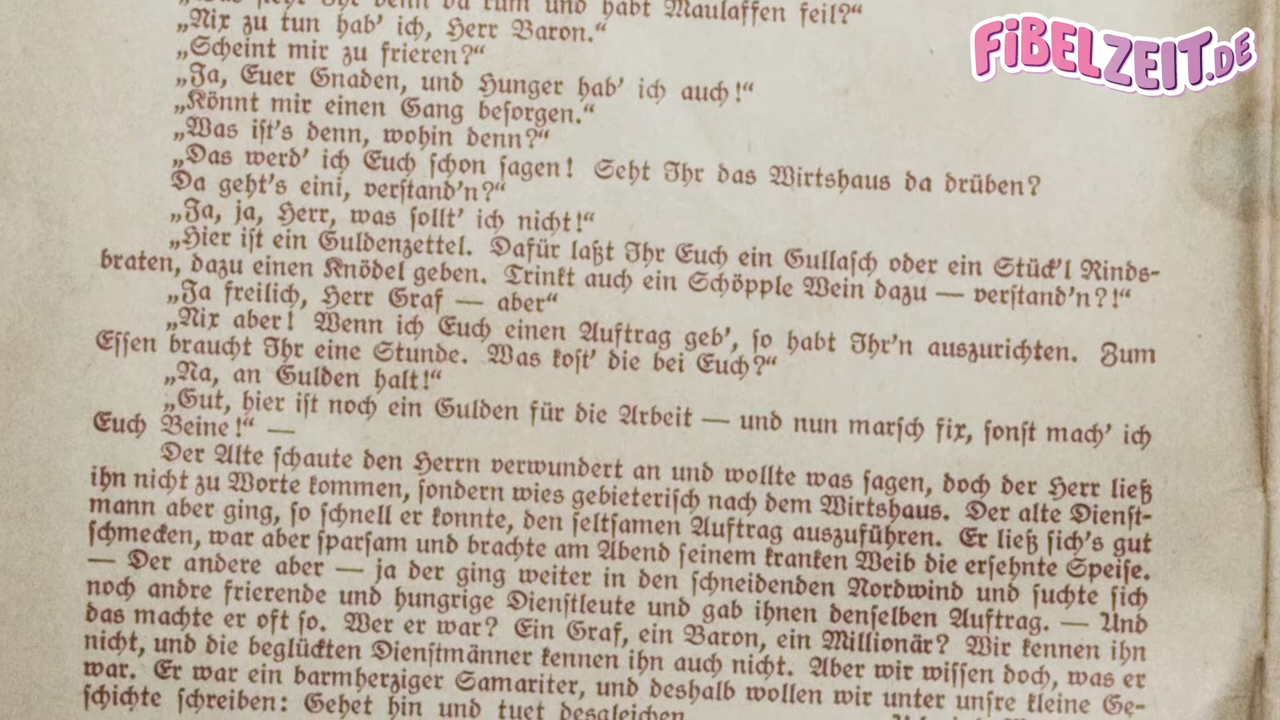 FiBELZEiT.DE
denn da rum und habt Maulaffen feil?“
„Nix zu tun hab’ ich, Herr Baron.“
„Scheint mir zu frieren?“
„Ja, Euer Gnaden, und Hunger hab’ ich auch!“
„Könnt mir einen Gang besorgen.“
„Was ist’s denn, wohin denn?“
„Das werd’ ich Euch schon sagen! Seht Ihr das Wirtshaus da drüben?
Da geht’s eini, verstand’n?“
„Ja, ja, Herr, was sollt’ ich nicht!“
„Hier ist ein Guldenzettel. Dafür laßt Ihr Euch ein Gullasch oder ein Stück’l Rinds-
braten, dazu einen Knödel geben. Trinkt auch ein Schöpple Wein dazu — verstand’n?!“
„Ja freilich, Herr Graf — aber“
„Nix aber! Wenn ich Euch einen Auftrag geb’, so habt Ihr’n auszurichten. Zum
Essen braucht Ihr eine Stunde. Was kost’ die bei Euch?“
„Na, an Gulden halt!“
„Gut, hier ist noch ein Gulden für die Arbeit — und nun marsch fix, sonst mach’ ich
Euch Beine!“ —
Der Alte schaute den Herrn verwundert an und wollte was sagen, doch der Herr ließ
ihn nicht zu Worte kommen, sondern wies gebieterisch nach dem Wirtshaus. Der alte Dienst-
mann aber ging, so schnell er konnte, den seltsamen Auftrag auszuführen. Er ließ sich’s gut
schmecken, war aber sparsam und brachte am Abend seinem kranken Weib die ersehnte Speise.
— Der andere aber — ja der ging weiter in den schneidenden Nordwind und suchte sich
noch andre frierende und hungrige Dienstleute und gab ihnen denselben Auftrag. — Und
das machte er oft so. Wer er war? Ein Graf, ein Baron, ein Millionär? Wir kennen ihn
nicht, und die beglückten Dienstmänner kennen ihn auch nicht. Aber wir wissen doch, was er
war. Er war ein barmherziger Samariter, und deshalb wollen wir unter unsre kleine Ge-
schichte schreiben: Gehet hin und tuet desgleichen